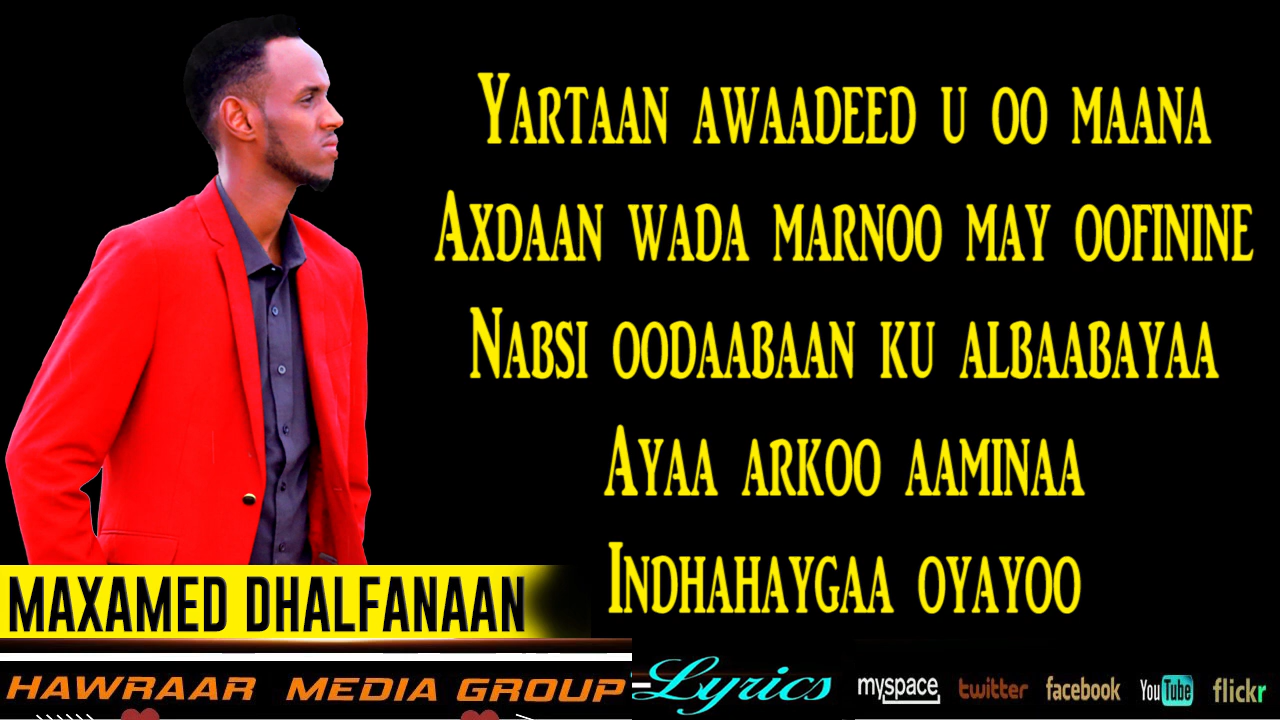 YARTAAN AWAADEED U OO MAANA
AXDAAN WADA MARNOO MAY OOFININE
NABSI OODAABAAN KU ALBAABAYAA
AYAA ARKOO AAMINAA
INDHAHAYGAA OYAYOO
MAXAMED DHALFANAAN
HAWRAAR MEDIA GROUP Lyrics myspace twitter facebook YouTube flickr